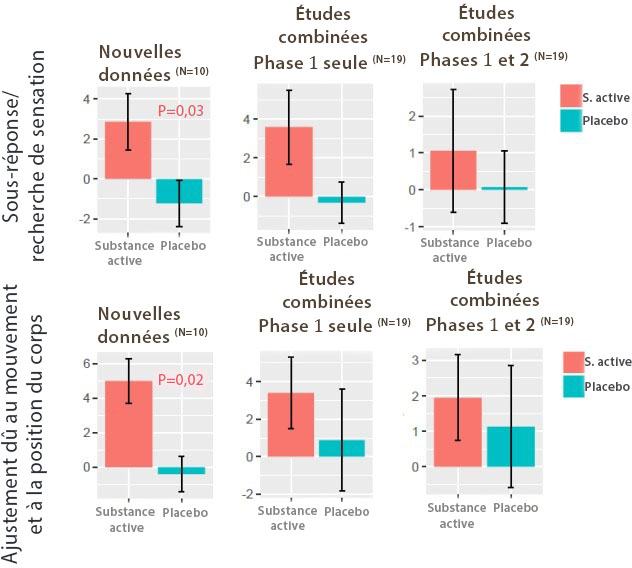 Sous-réponse/
recherche de sensation
Nouvelles
données (N=10)
4
2
0
-2
P=0,03
Substance
active
Placebo
Études
combinées
Phase 1 seule (N=19)
4
2
0
Substance
active
Placebo
Études
combinées
Phases 1 et 2 (N=19)
2
1
0
-1
Substance
active
Placebo
S. active
Placebo
Ajustement dû au mouvement
et à la position du corps
Nouvelles
données (N=10)
6
4
2
0
P=0,02
Substance
active
Placebo
Études
combinées
Phase 1 seule (N=19)
4
2
0
-2
Substance
active
Placebo
Études
combinées
Phases 1 et 2 (N=19)
3
2
1
0
Substance
active
Placebo
S. active
Placebo